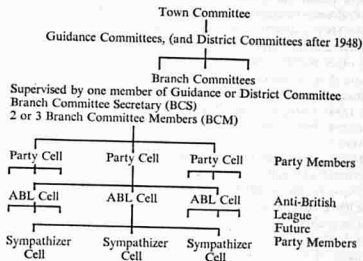 Town Committee
Guidance Committees, (and District Committees after 1948)
Branch Committees
Supervised by one member of Guidance or District Committee
Branch Committee Secretary (BCS)
2 or 3 Branch Committee Members (BCM)
Party Cell Party Cell Party Cell Party Members
ABL Cell ABL Cell ABL Cell Anti-British
League
Future
Sympathizer Sympathizer Sympathizer Party Members
Cell Cell Cell